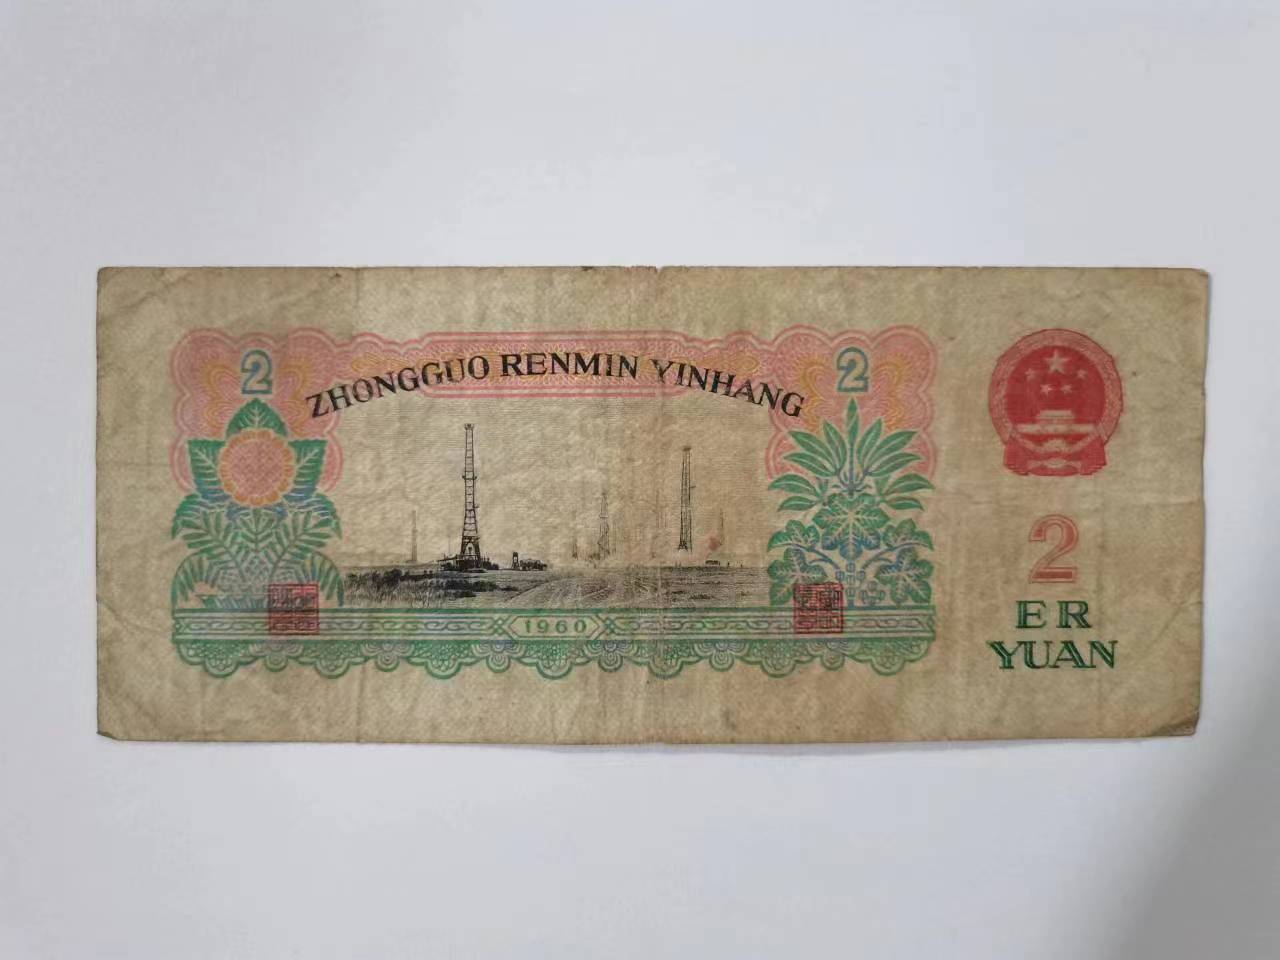 2
2
ZHONGGUO RENMIN YINHANG
1960
2
ER
YUAN